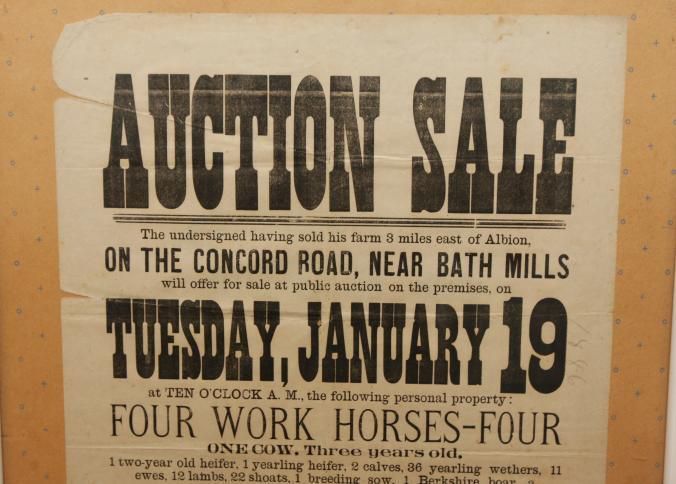 AUCTION SALE
The undersigned having sold his farm 3 miles east of Albion,
ON THE CONCORD ROAD, NEAR BATH MILLS
will offer for sale at public auction on the premises, on
TUESDAY, JANUARY 19
at TEN O'CLOCK A. M., the following personal property:
FOUR WORK HORSES-FOUR
ONE COW, Three years old.
1 two-year old heifer, 1 yearling heifer, 2 calves, 36 yearling wethers, 11
ewes, 12 lambs, 22 shoats, 1 breeding sow, 1 Berkshire boar, a